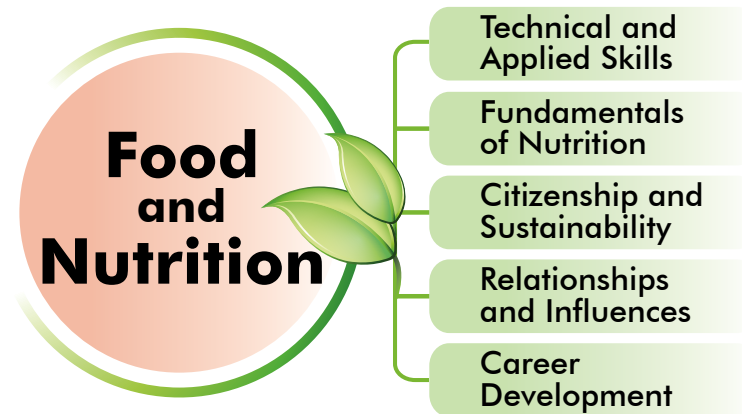 Food
and
Nutrition
Technical and
Applied Skills
Fundamentals
of Nutrition
Citizenship and
Sustainability
Relationships
and Influences
Career
Development